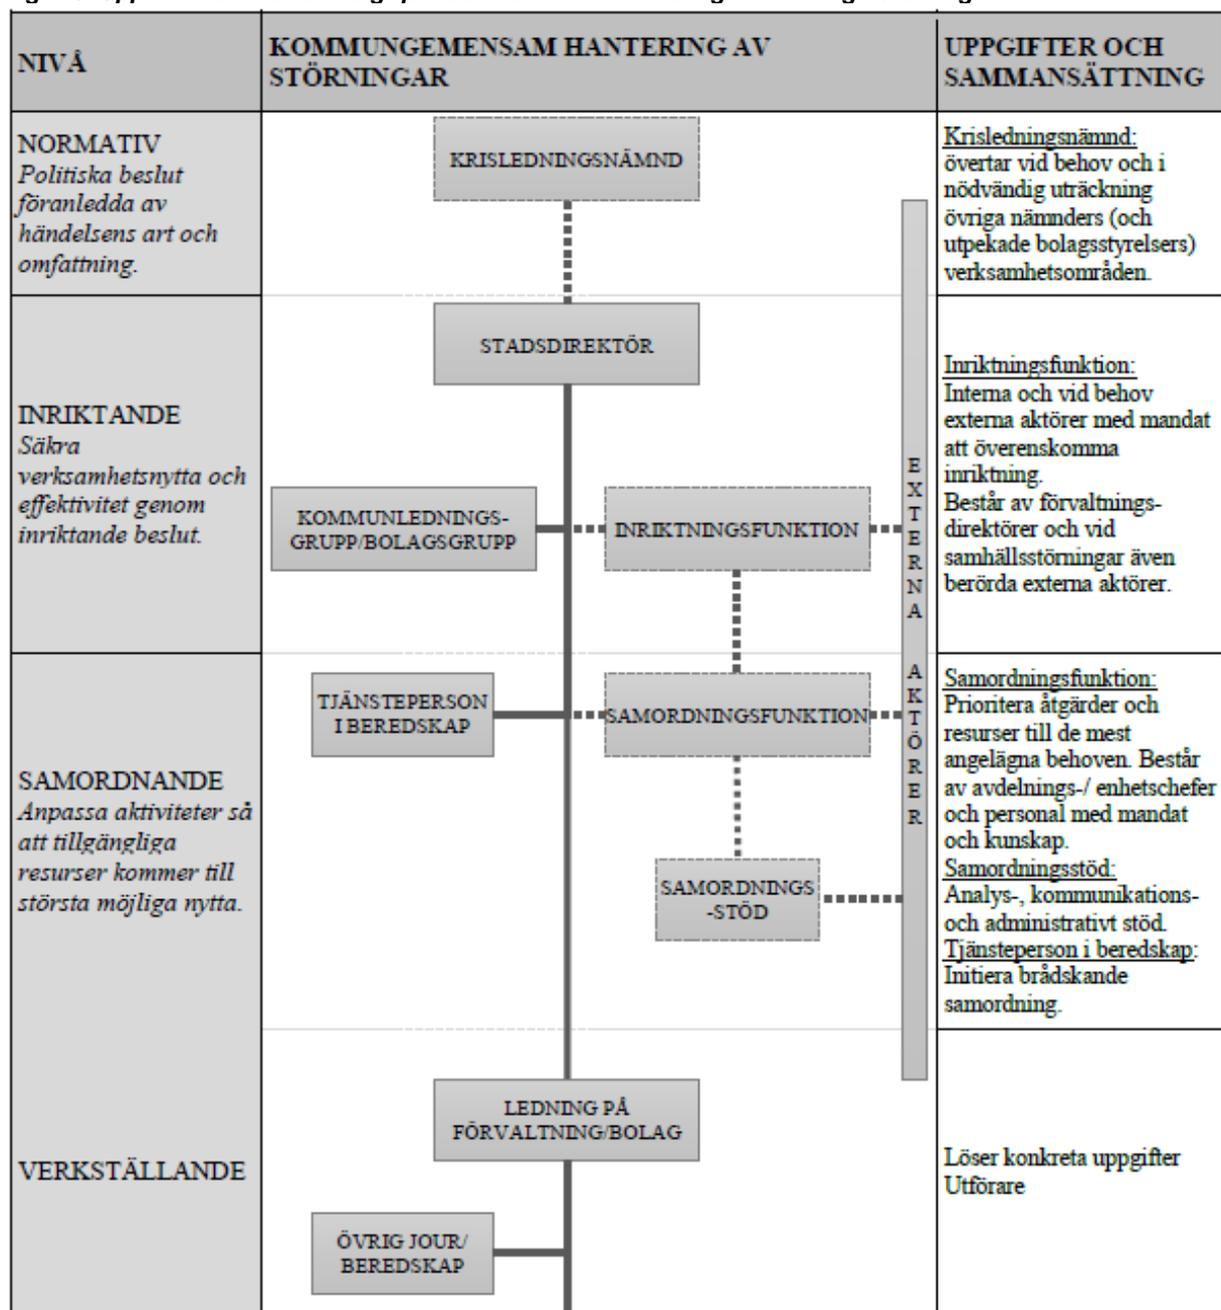 NIVÅ
KOMMUNGEMENSAM HANTERING AV
STÖRNINGAR
UPPGIFTER OCH
SAMMANSÄTTNING
NORMATIV
Politiska beslut
föranledda av
händelsens art och
omfattning.
KRISLEDNINGSNÄMND
Krisledningsnämnd:
övertar vid behov och i
nödvändig uträckning
övriga nämnders (och
utpekade bolagsstyrelsers)
verksamhetsområden.
INRIKTANDE
Säkra
verksamhetsnytta och
effektivitet genom
inriktande beslut.
STADSDIREKTÖR
KOMMUNLEDNINGS-
GRUPP/BOLAGSGRUPP
INRIKTNINGSFUNKTION
EXTERNA AKTÖRER
Inriktningsfunktion:
Interna och vid behov
externa aktörer med mandat
att överenskomma
inriktning.
Består av förvaltnings-
direktörer och vid
samhällsstörningar även
berörda externa aktörer.
SAMORDNANDE
Anpassa aktiviteter så
att tillgängliga
resurser kommer till
största möjliga nytta.
TJÄNSTEPERSON
I BEREDSKAP
SAMORDNINGSFUNKTION
SAMORDNINGS
-STÖD
Samordningsfunktion:
Prioritera åtgärder och
resurser till de mest
angelägna behoven. Består
av avdelnings-/ enhetschefer
och personal med mandat
och kunskap.
Samordningsstöd:
Analys-, kommunikations-
och administrativt stöd.
Tjänsteperson i beredskap:
Initiera brådskande
samordning.
VERKSTÄLLANDE
LEDNING PÅ
FÖRVALTNING/BOLAG
ÖVRIG JOUR/
BEREDSKAP
Löser konkreta uppgifter
Utförare